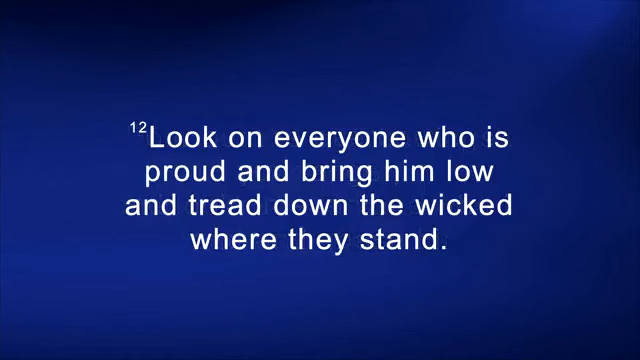 ¹²Look on everyone who is
proud and bring him low
and tread down the wicked
where they stand.